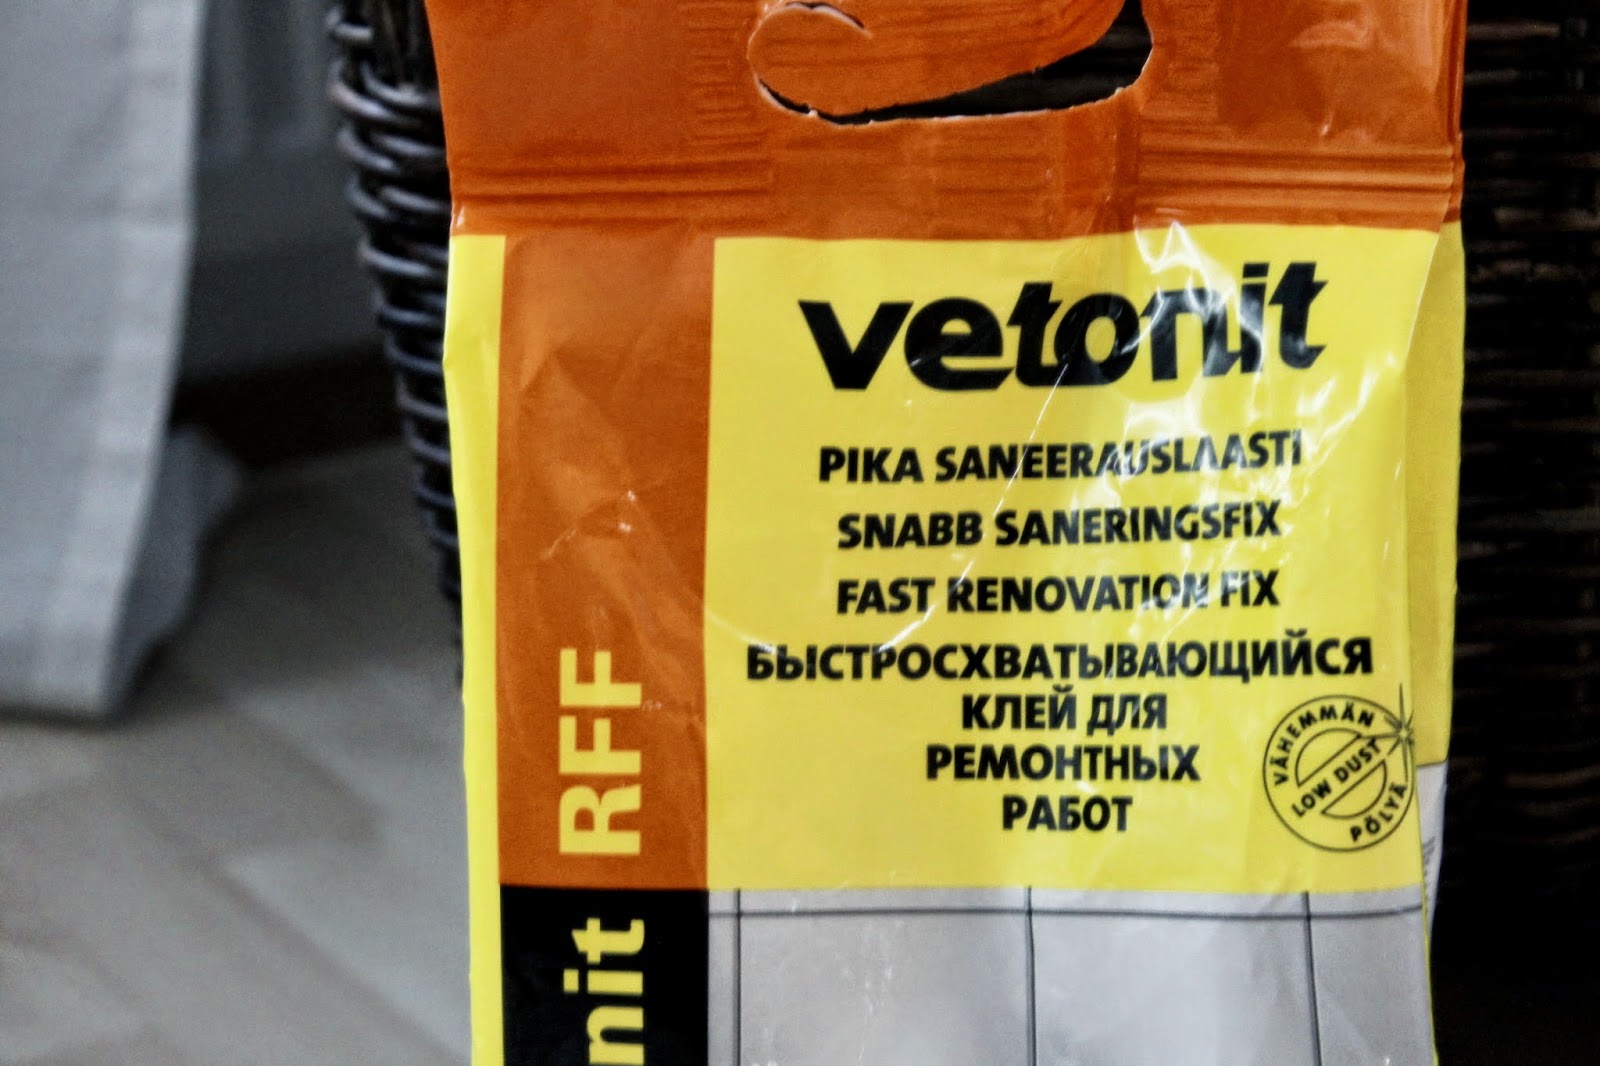 vetonit
PIKA SANEERAUSLAASTI
SNABB SANERINGSFIX
FAST RENOVATION FIX
БЫСТРОСХВАТЫВАЮЩИЙСЯ
КЛЕЙ ДЛЯ
РЕМОНТНЫХ
РАБОТ
VÄHEMMÄN
LOW DUST
PÖLYÄ
nit RFF